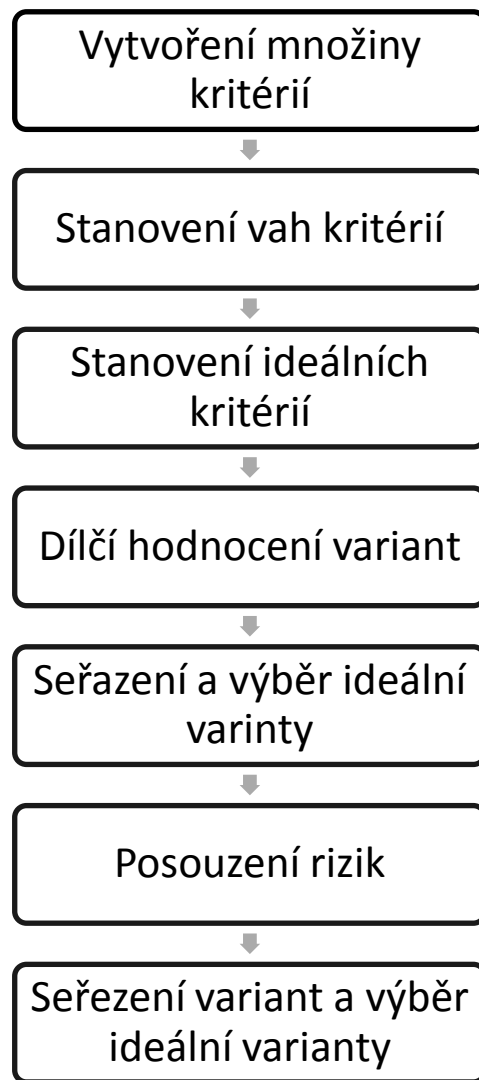 Vytvoření množiny
kritérií
Stanovení vah kritérií
Stanovení ideálních
kritérií
Dílčí hodnocení variant
Seřazení a výběr ideální
varinty
Posouzení rizik
Seřezení variant a výběr
ideální varianty